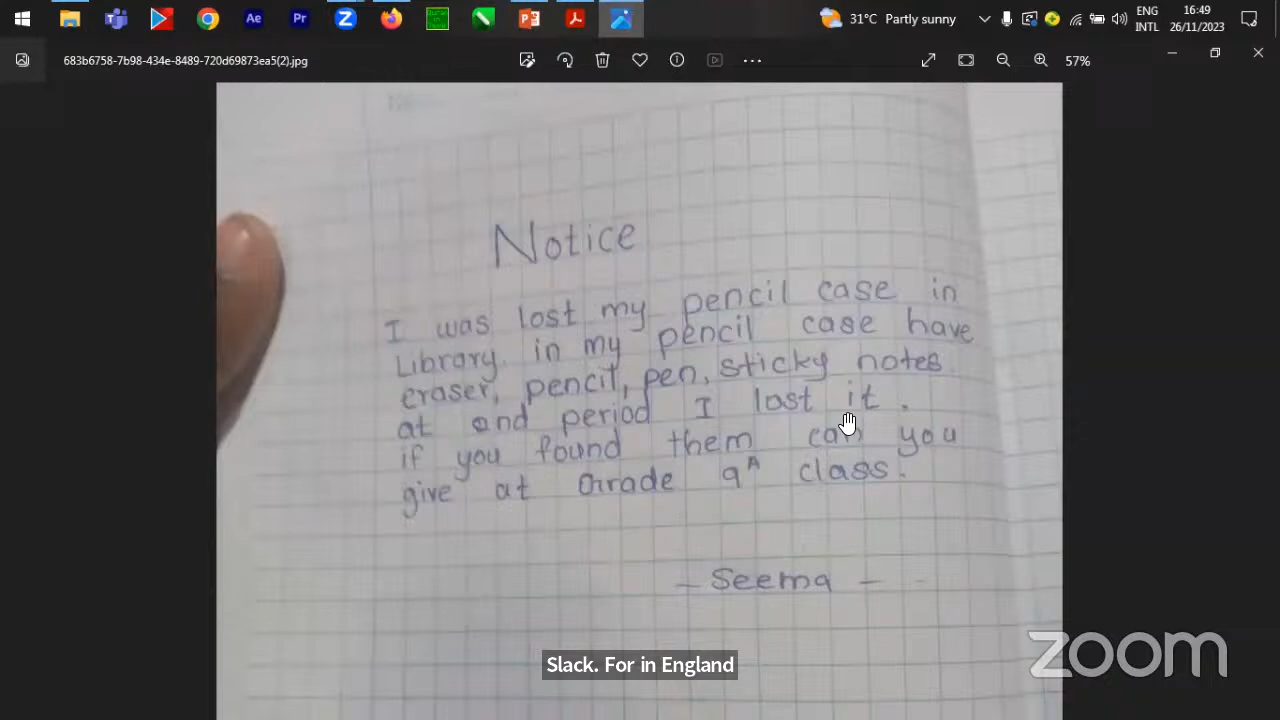 31°C Partly sunny
ENG
INTL
16:49
26/11/2023
683b6758-7b98-434e-8489-720d69873ea5(2).jpg
57%
Notice
I was lost my pencil case in
Library. in my pencil case have
eraser, pencil, pen, sticky notes
at 2nd period I lost it.
if you found them can you
give at Grade 9A class.
- Seema -
Slack. For in England
zoom